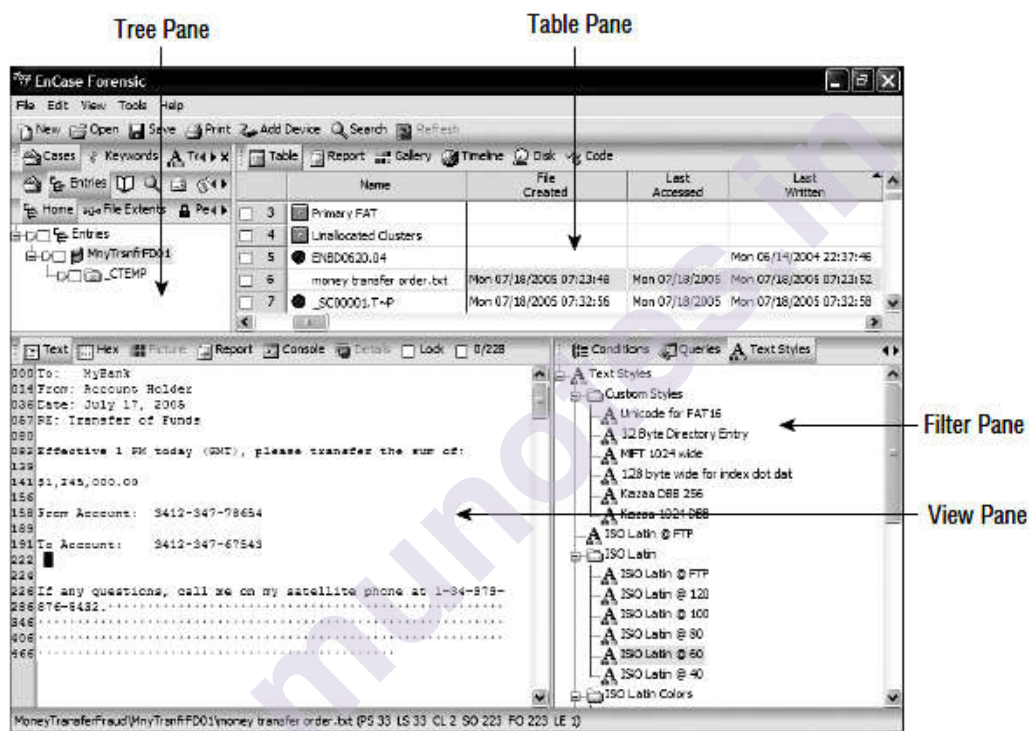 Tree Pane
Table Pane
EnCase Forensic
File Edit View Tools Help
New Open Save Print Add Device Search Refresh
Cases Keywords
Table Report Gallery Timeline Disk Code
Entries
Home File Extents
Name File Created Last Accessed Last Written
Entries
MnyTrsnfrFD01
_CTEMP
3 Primary FAT
4 Unallocated Clusters
5 ENBD0620.04 Mon 06/14/2004 22:37:46
6 money transfer order.txt Mon 07/18/2005 07:23:48 Mon 07/18/2005 Mon 07/18/2005 07:23:52
7 _SC00001.T~P Mon 07/18/2005 07:32:56 Mon 07/18/2005 Mon 07/18/2005 07:32:58
Text Hex Picture Report Console Details Lock 0/228
Conditions Queries Text Styles
000 To: MyBank
014 From: Account Holder
036 Date: July 17, 2005
057 RE: Transfer of Funds
080
082 Effective 1 PM today (GMT), please transfer the sum of:
139
141 $1,245,000.00
156
158 From Account: 3412-347-78654
189
191 To Account: 3412-347-67543
222
224
226 If any questions, call me on my satellite phone at 1-34-979-
286 876-5432.
346
406
466
Text Styles
Custom Styles
Unicode for FAT16
32 Byte Directory Entry
MFT 1024 wide
128 byte wide for index dot dat
Kazaa DBB 256
Kazaa 1024 DBB
ISO Latin @ FTP
ISO Latin
ISO Latin @ FTP
ISO Latin @ 120
ISO Latin @ 100
ISO Latin @ 80
ISO Latin @ 60
ISO Latin @ 40
ISO Latin Colors
Filter Pane
View Pane
MoneyTransferFraud\MnyTranfrFD01\money transfer order.txt (PS 33 LS 33 CL 2 SO 223 FO 223 LE 1)
munotes.in